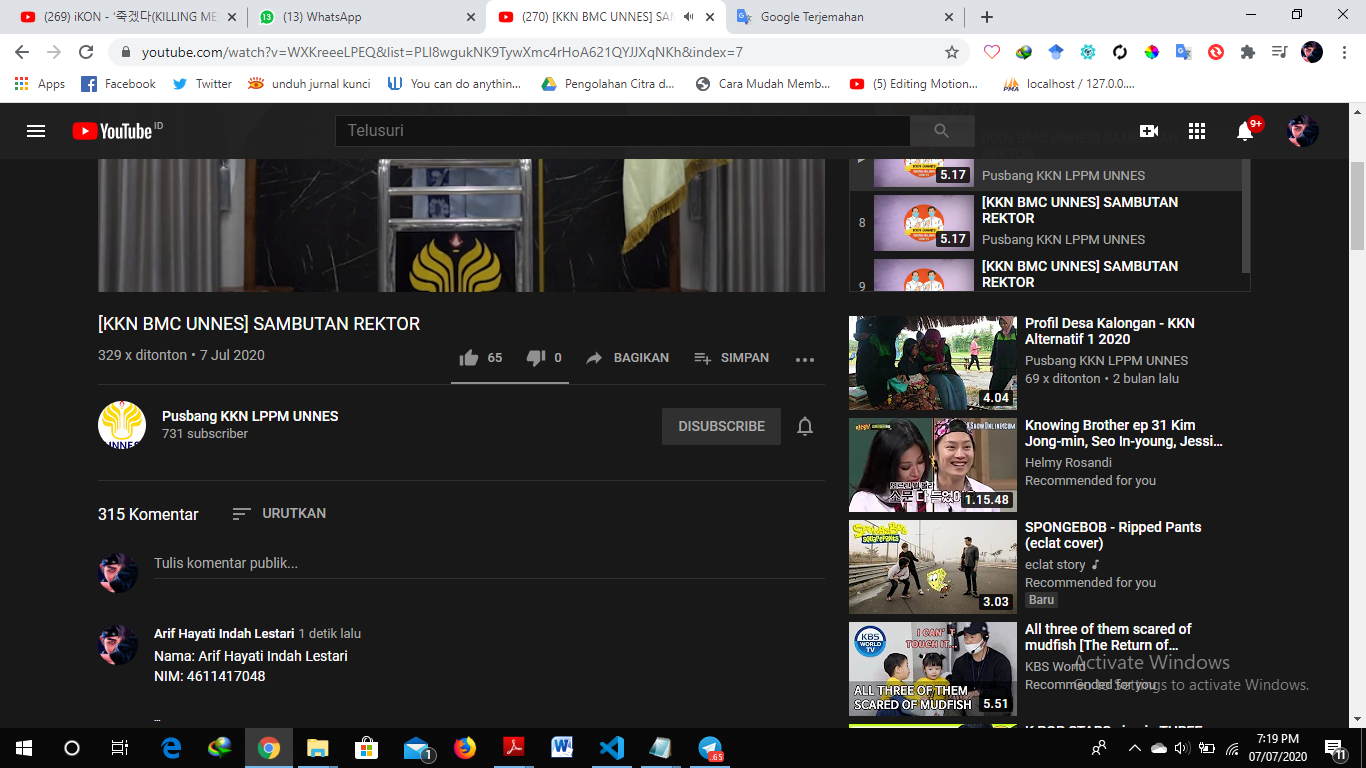 (269) iKON - '죽겠다(KILLING ME
(13) WhatsApp
(270) [KKN BMC UNNES] SAM
Google Terjemahan
youtube.com/watch?v=WXKreeeLPEQ&list=PLI8wgukNK9TywXmc4rHoA621QYJJXqNKh&index=7
Apps
Facebook
Twitter
unduh jurnal kunci
You can do anythin...
Pengolahan Citra d...
Cara Mudah Memb...
(5) Editing Motion...
localhost / 127.0.0....
YouTube ID
Telusuri
9+
5.17
Pusbang KKN LPPM UNNES
8
5.17
[KKN BMC UNNES] SAMBUTAN
REKTOR
Pusbang KKN LPPM UNNES
9
[KKN BMC UNNES] SAMBUTAN
REKTOR
[KKN BMC UNNES] SAMBUTAN REKTOR
329 x ditonton • 7 Jul 2020
65
0
BAGIKAN
SIMPAN
Pusbang KKN LPPM UNNES
731 subscriber
DISUBSCRIBE
315 Komentar
URUTKAN
Tulis komentar publik...
Arif Hayati Indah Lestari 1 detik lalu
Nama: Arif Hayati Indah Lestari
NIM: 4611417048
4.04
Profil Desa Kalongan - KKN
Alternatif 1 2020
Pusbang KKN LPPM UNNES
69 x ditonton • 2 bulan lalu
1.15.48
Knowing Brother ep 31 Kim
Jong-min, Seo In-young, Jessi...
Helmy Rosandi
Recommended for you
3.03
SPONGEBOB - Ripped Pants
(eclat cover)
eclat story
Recommended for you
Baru
KBS
WORLD
TV
I CAN'T
TOUCH IT...
ALL THREE OF THEM
SCARED OF MUDFISH
5.51
All three of them scared of
mudfish [The Return of...
KBS World
Recommended for you
Activate Windows
Go to Settings to activate Windows.
1
65
7:19 PM
07/07/2020
11